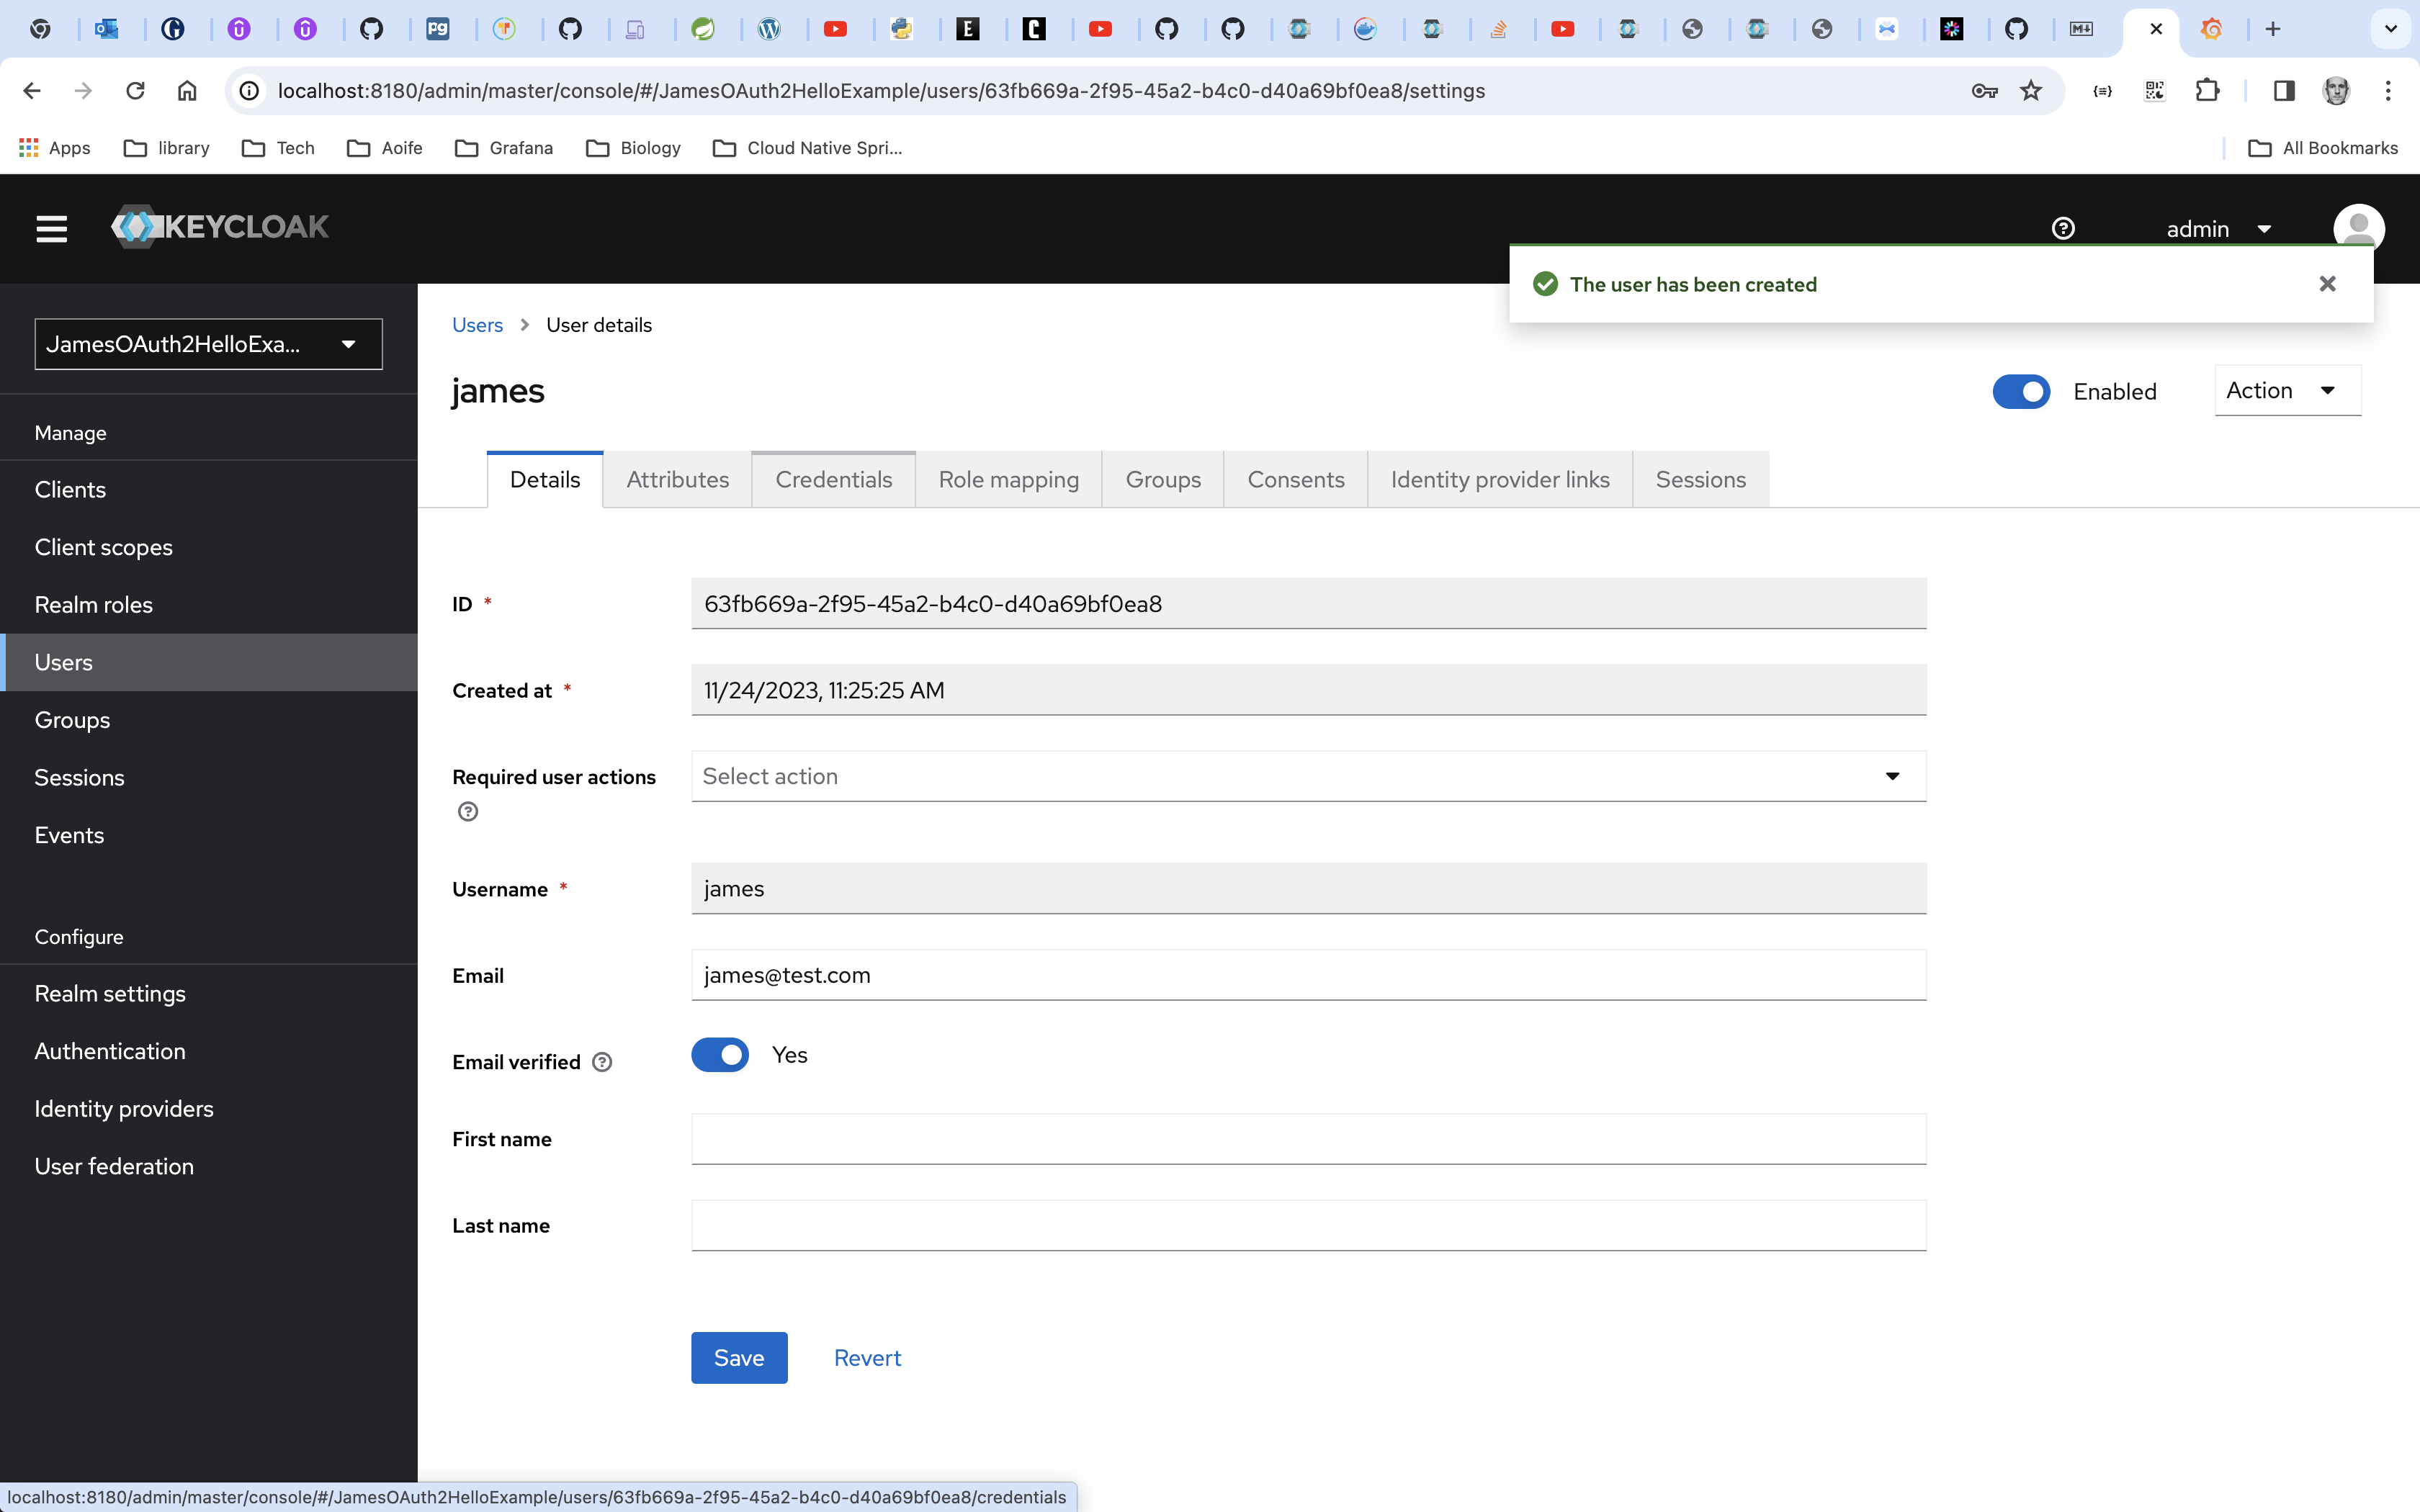 localhost:8180/admin/master/console/#/JamesOAuth2HelloExample/users/63fb669a-2f95-45a2-b4c0-d40a69bf0ea8/settings
Apps library Tech Aoife Grafana Biology Cloud Native Spri... All Bookmarks
KEYCLOAK
admin
The user has been created
JamesOAuth2HelloExa...
Manage
Clients
Client scopes
Realm roles
Users
Groups
Sessions
Events
Configure
Realm settings
Authentication
Identity providers
User federation
Users > User details
james
Enabled
Action
Details Attributes Credentials Role mapping Groups Consents Identity provider links Sessions
ID * 63fb669a-2f95-45a2-b4c0-d40a69bf0ea8
Created at * 11/24/2023, 11:25:25 AM
Required user actions Select action
Username * james
Email james@test.com
Email verified Yes
First name
Last name
Save Revert
localhost:8180/admin/master/console/#/JamesOAuth2HelloExample/users/63fb669a-2f95-45a2-b4c0-d40a69bf0ea8/credentials